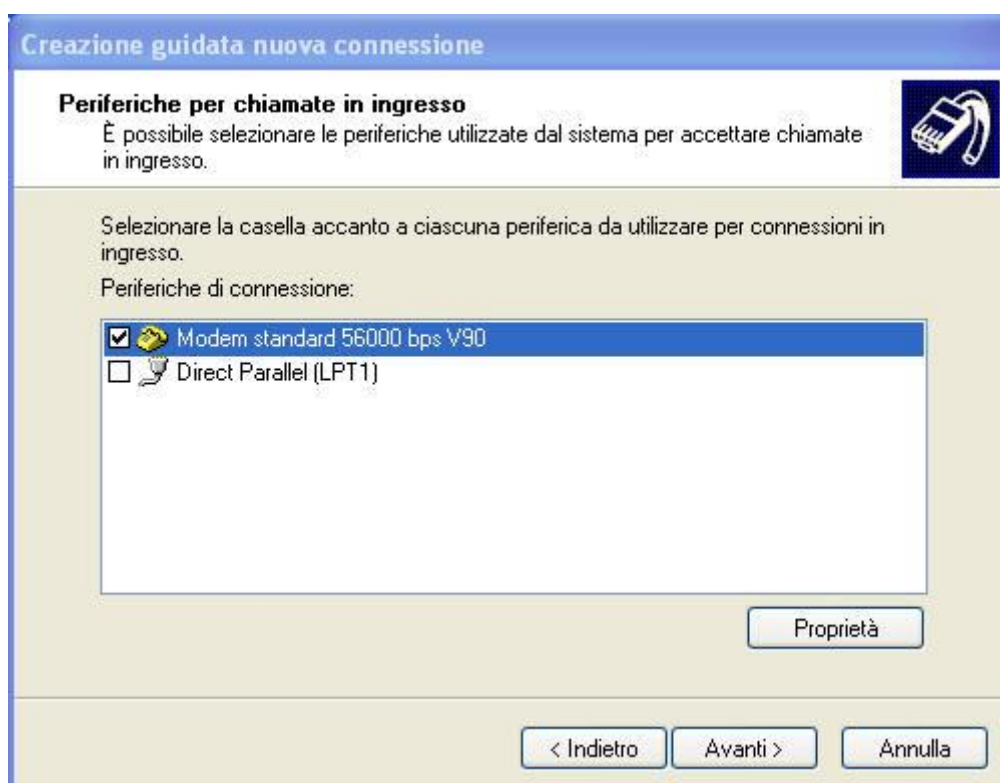 Creazione guidata nuova connessione
Periferiche per chiamate in ingresso
È possibile selezionare le periferiche utilizzate dal sistema per accettare chiamate
in ingresso.
Selezionare la casella accanto a ciascuna periferica da utilizzare per connessioni in
ingresso.
Periferiche di connessione:
Modem standard 56000 bps V90
Direct Parallel (LPT1)
Proprietà
< Indietro
Avanti >
Annulla